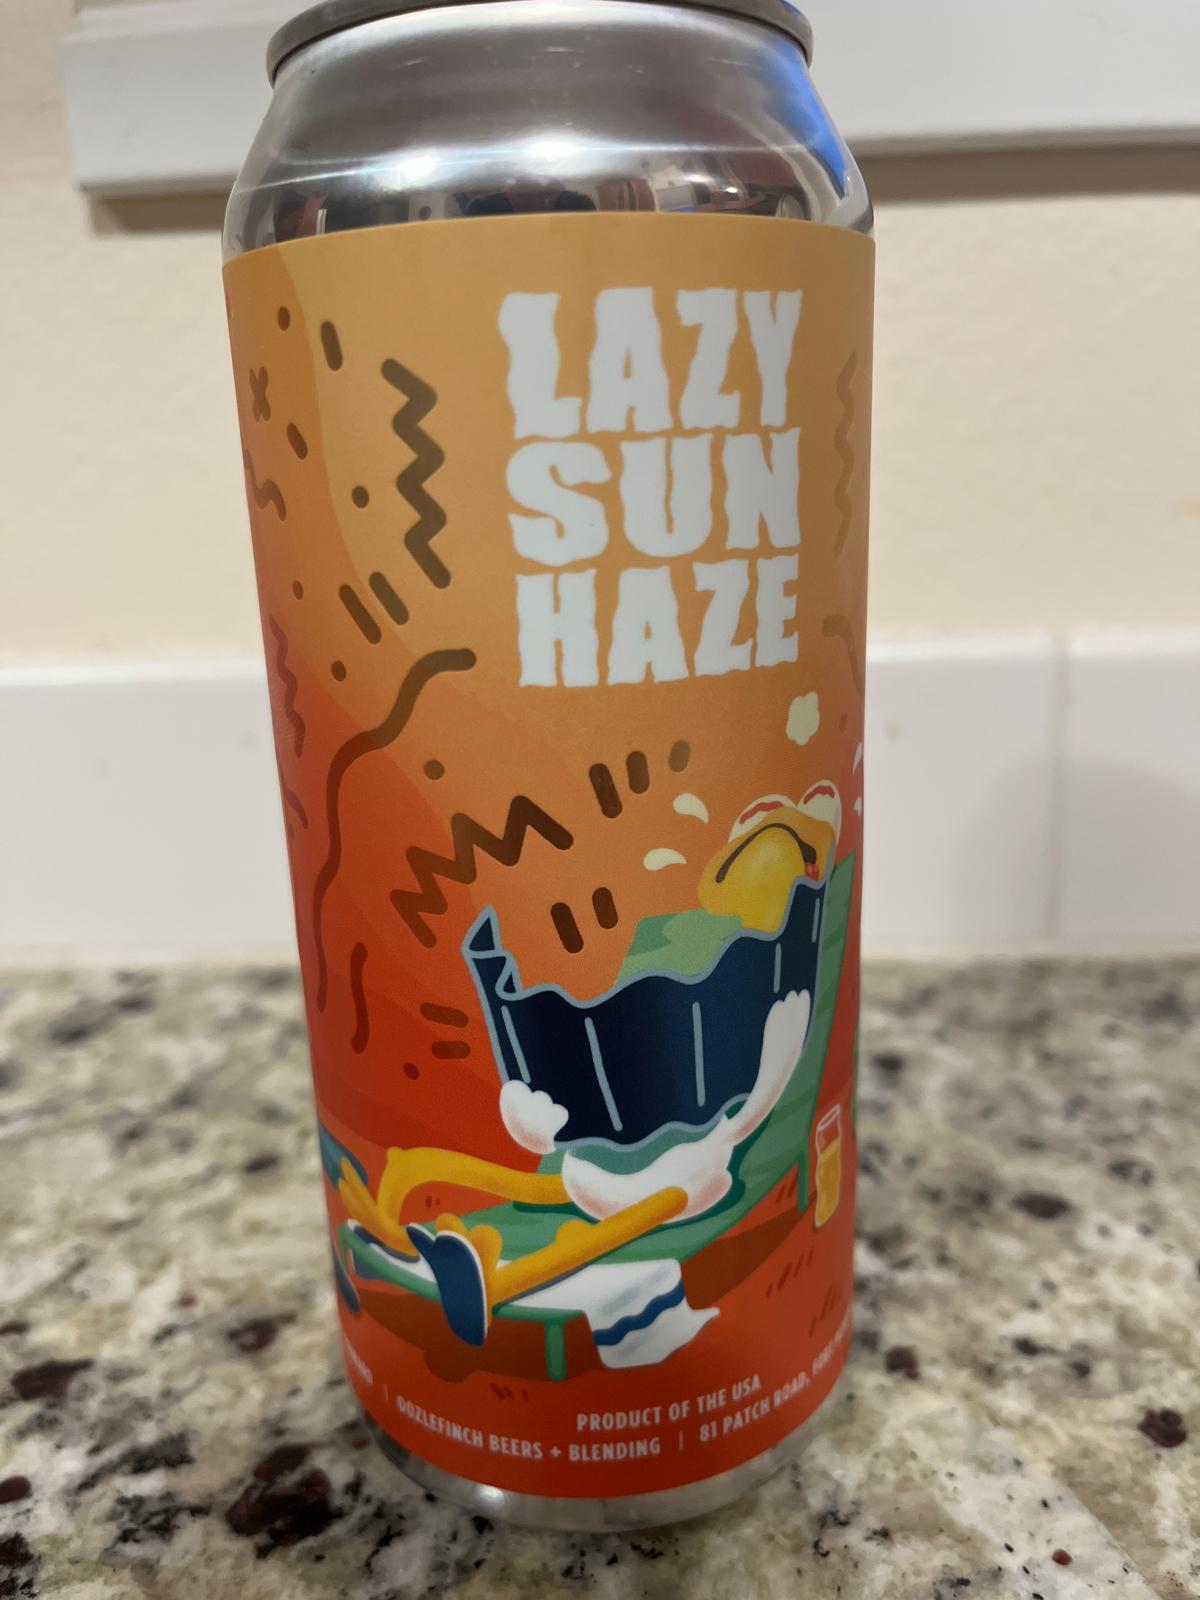 LAZY
SUN
HAZE
PRODUCT OF THE USA
| OOZLEFINCH BEERS + BLENDING | 81 PATCH ROAD,